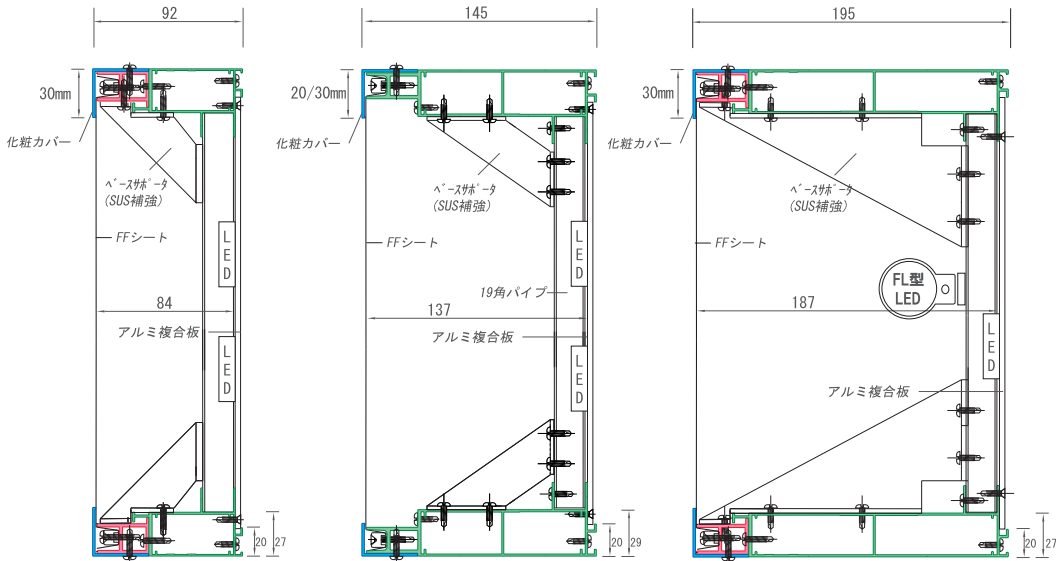 92
30mm
化粧カバー
ベースサポータ
(SUS補強)
FFシート
LED
84
アルミ複合板
LED
20
27
145
20/30mm
化粧カバー
ベースサポータ
(SUS補強)
FFシート
LED
19角パイプ
137
アルミ複合板
LED
20
29
195
30mm
化粧カバー
ベースサポータ
(SUS補強)
FFシート
FL型
LED
187
LED
アルミ複合板
20
27